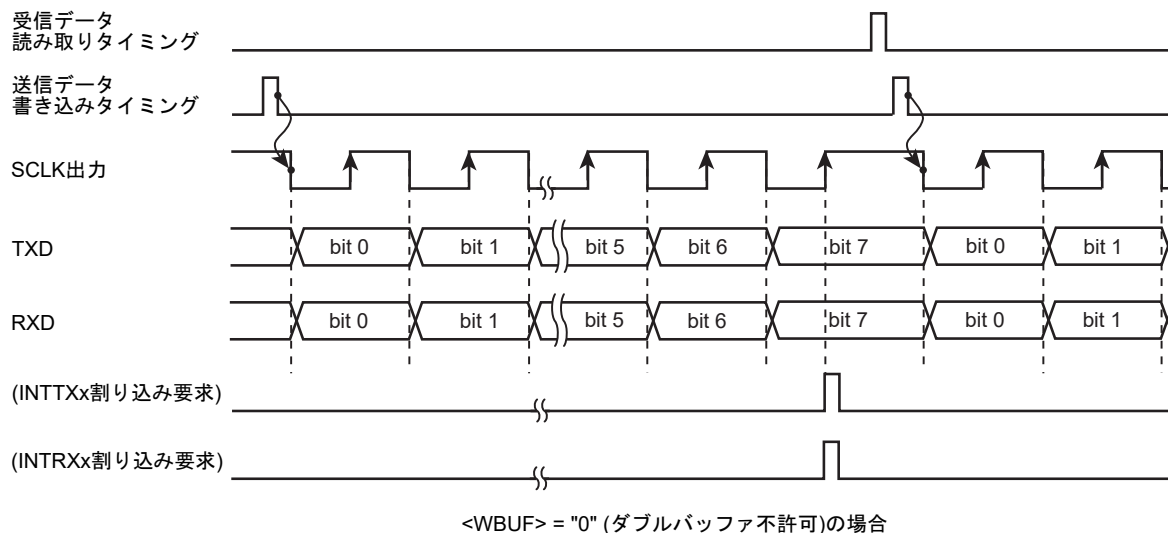 受信データ
読み取りタイミング
送信データ
書き込みタイミング
SCLK出力
TXD
bit 0
bit 1
bit 5
bit 6
bit 7
bit 0
bit 1
RXD
bit 0
bit 1
bit 5
bit 6
bit 7
bit 0
bit 1
(INTTXx割り込み要求)
(INTRXx割り込み要求)
<WBUF> = "0" (ダブルバッファ不許可)の場合